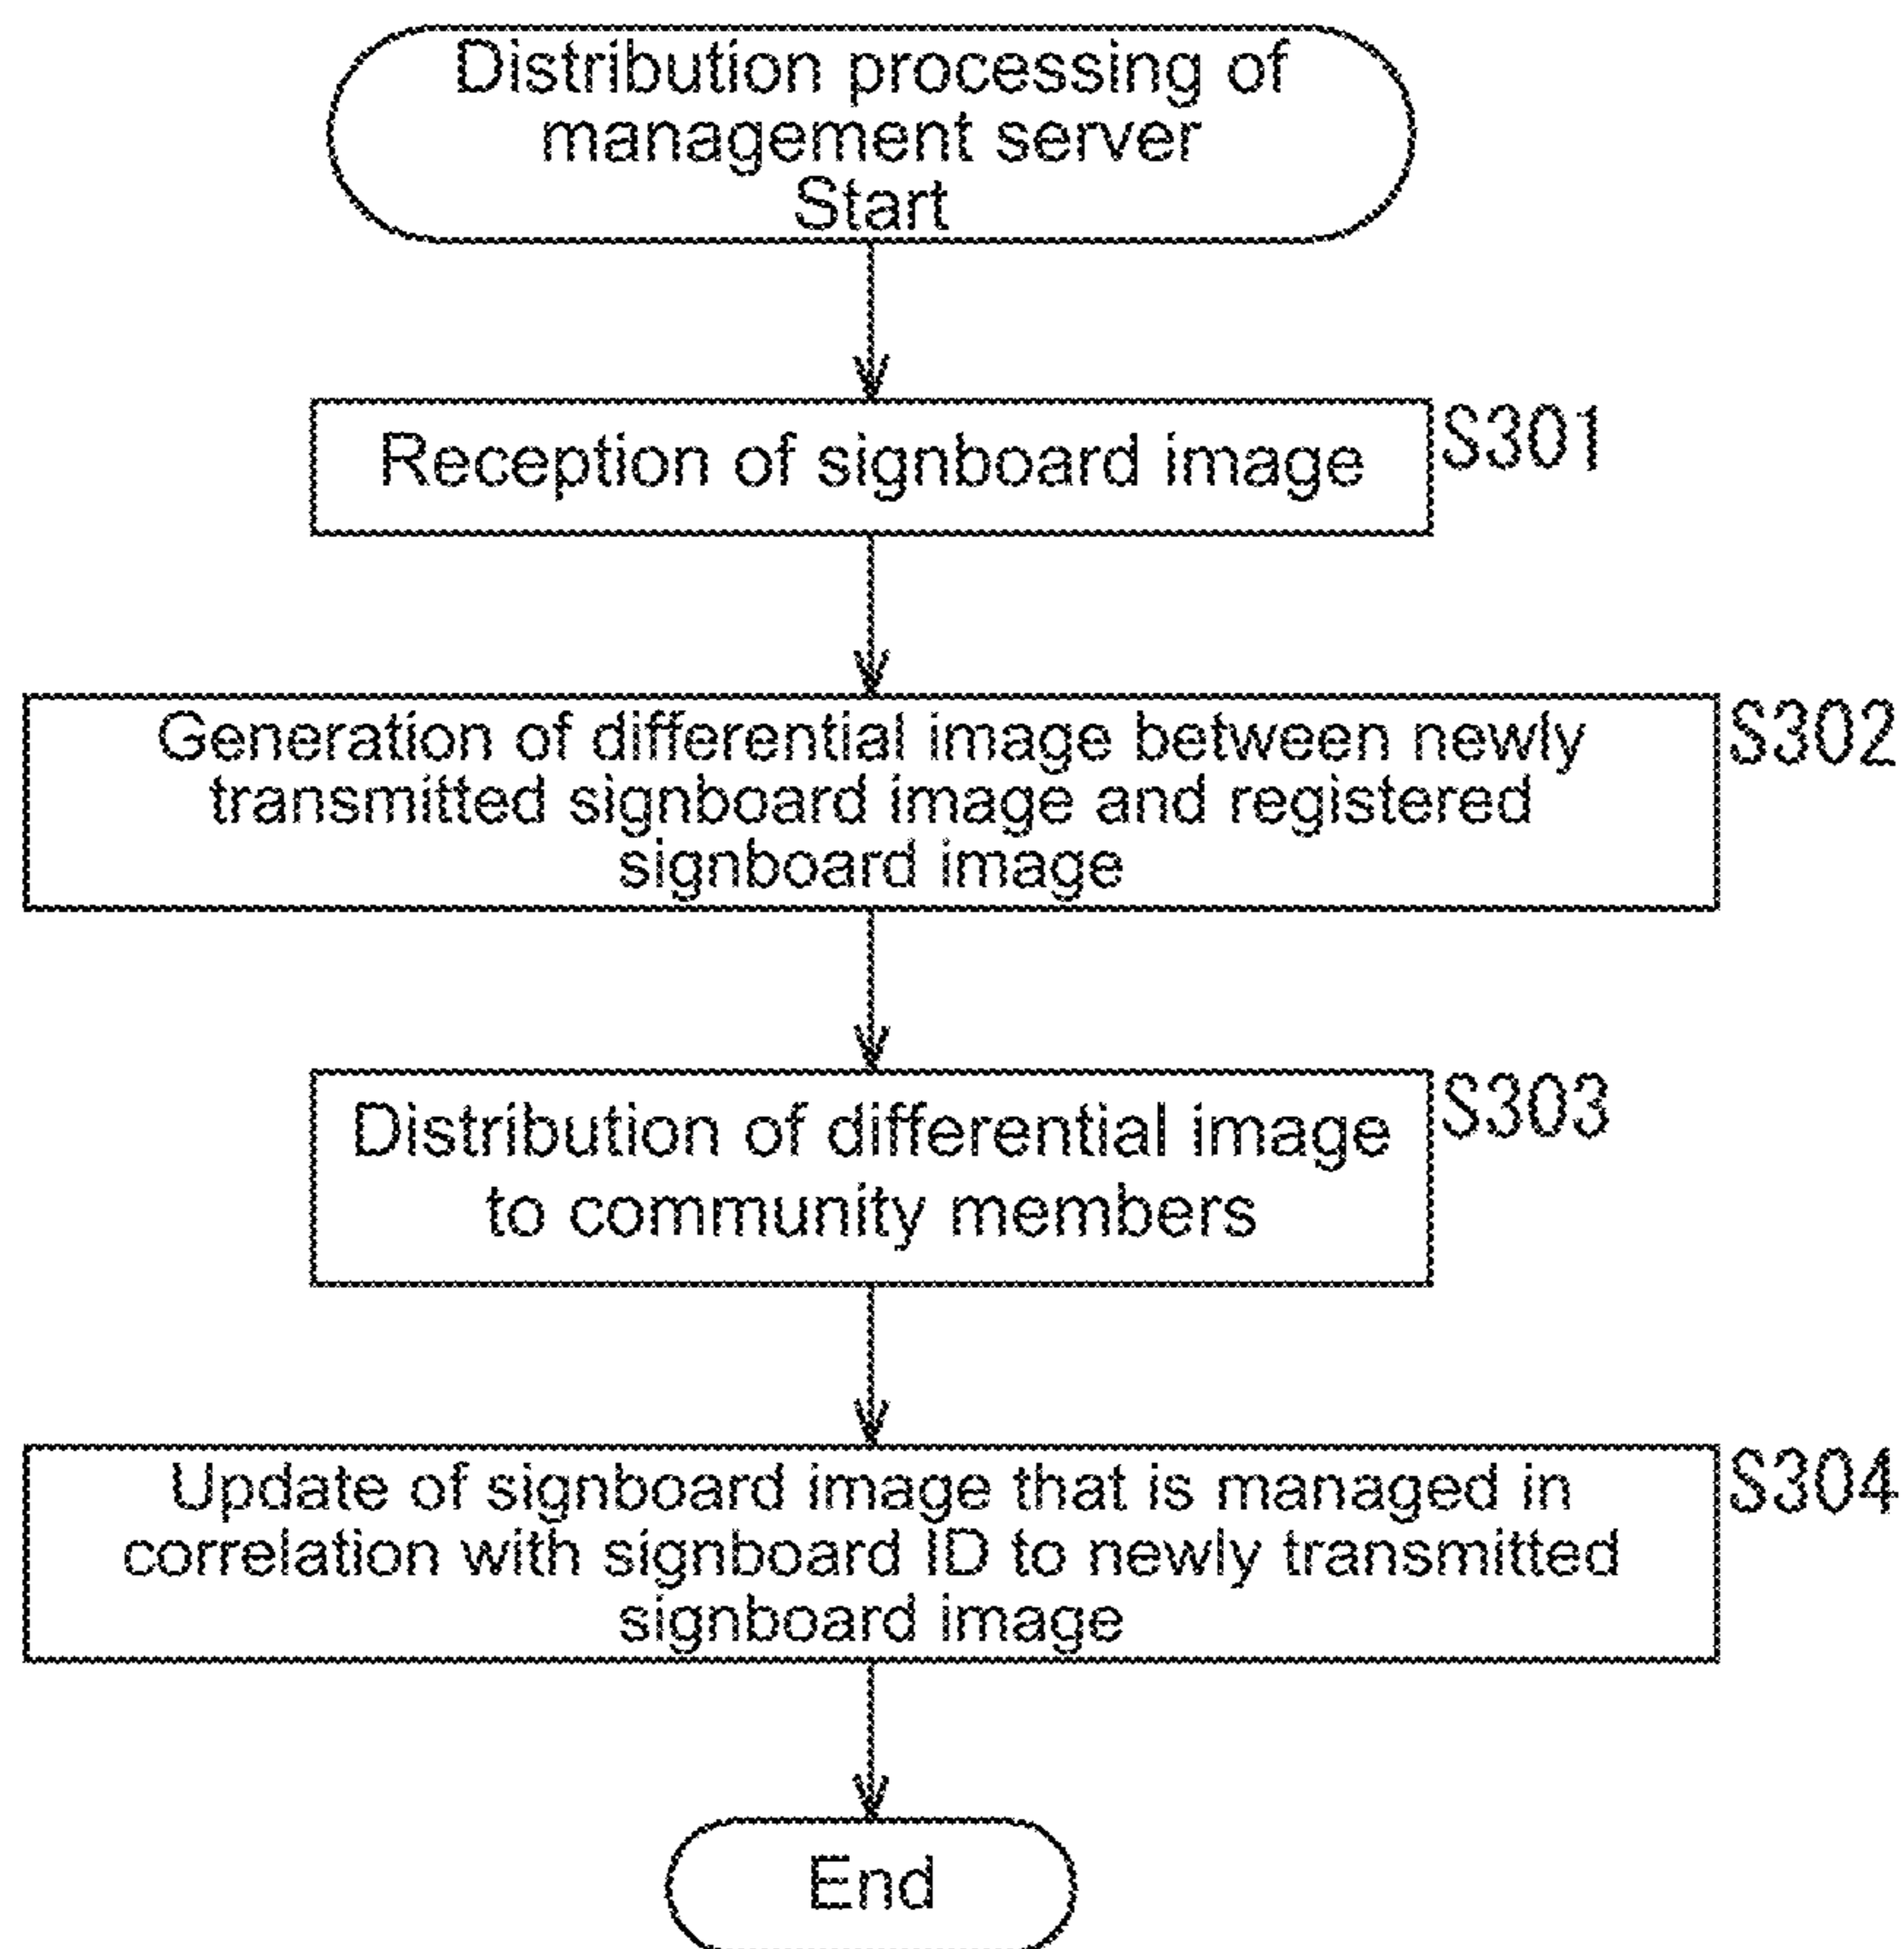 Distribution processing of
management server
Start
Reception of signboard image
S301
Generation of differential image between newly
transmitted signboard image and registered
signboard image
S302
Distribution of differential image
to community members
S303
Update of signboard image that is managed in
correlation with signboard ID to newly transmitted
signboard image
S304
End